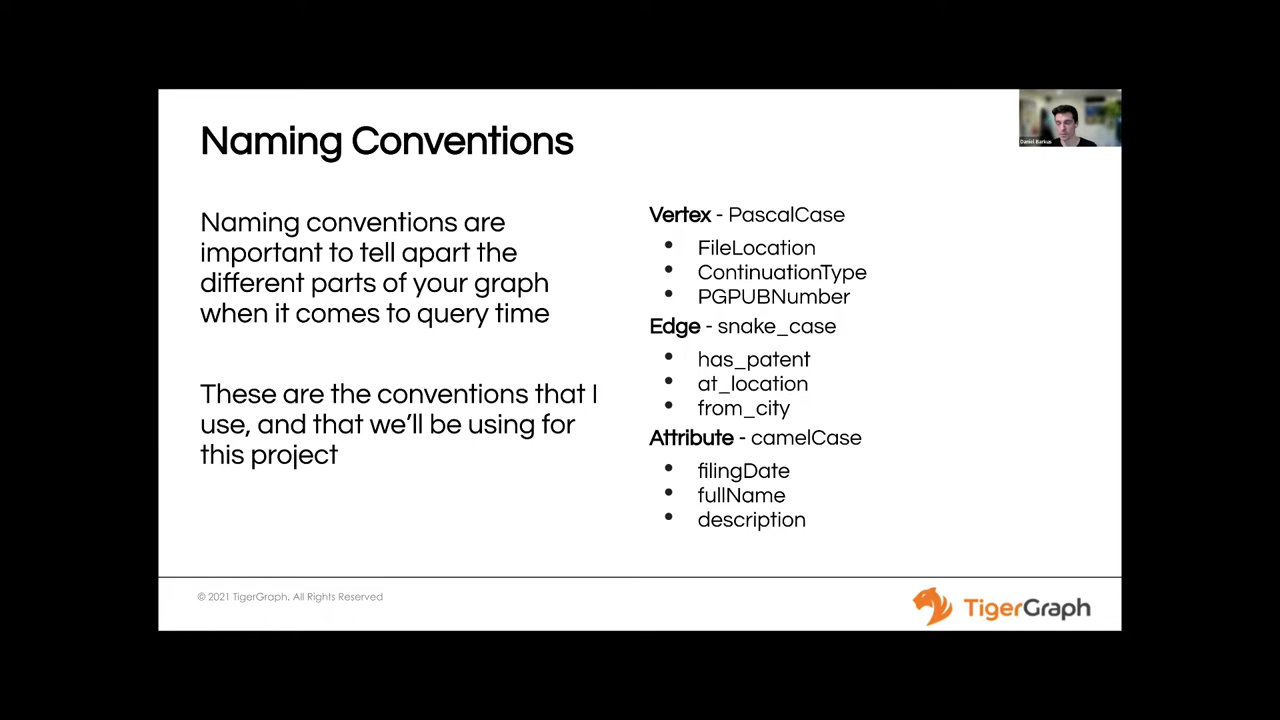 Naming Conventions
Naming conventions are
important to tell apart the
different parts of your graph
when it comes to query time
These are the conventions that I
use, and that we'll be using for
this project
Vertex - PascalCase
• FileLocation
• ContinuationType
• PGPUBNumber
Edge - snake_case
• has_patent
• at_location
• from_city
Attribute - camelCase
• filingDate
• fullName
• description
Daniel Barkus
© 2021 TigerGraph. All Rights Reserved
TigerGraph